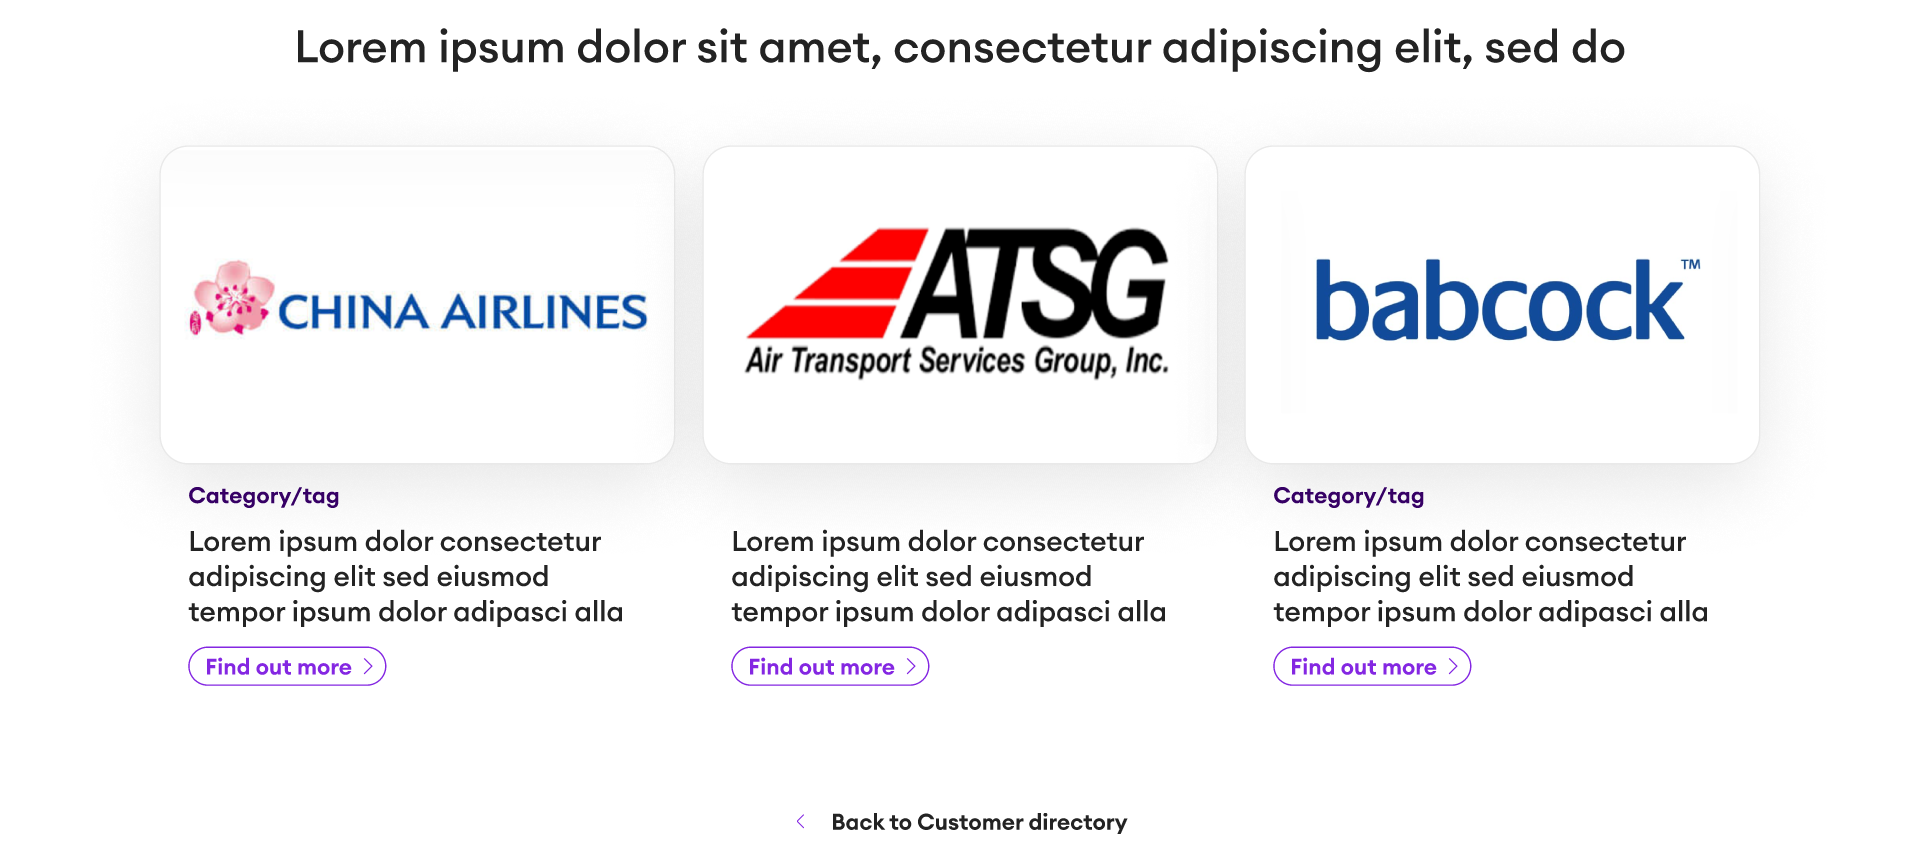 Lorem ipsum dolor sit amet, consectetur adipiscing elit, sed do
CHINA AIRLINES
ATSG
Air Transport Services Group, Inc.
babcock™
Category/tag
Lorem ipsum dolor consectetur
adipiscing elit sed eiusmod
tempor ipsum dolor adipasci alla
Find out more
Lorem ipsum dolor consectetur
adipiscing elit sed eiusmod
tempor ipsum dolor adipasci alla
Find out more
Category/tag
Lorem ipsum dolor consectetur
adipiscing elit sed eiusmod
tempor ipsum dolor adipasci alla
Find out more
Back to Customer directory